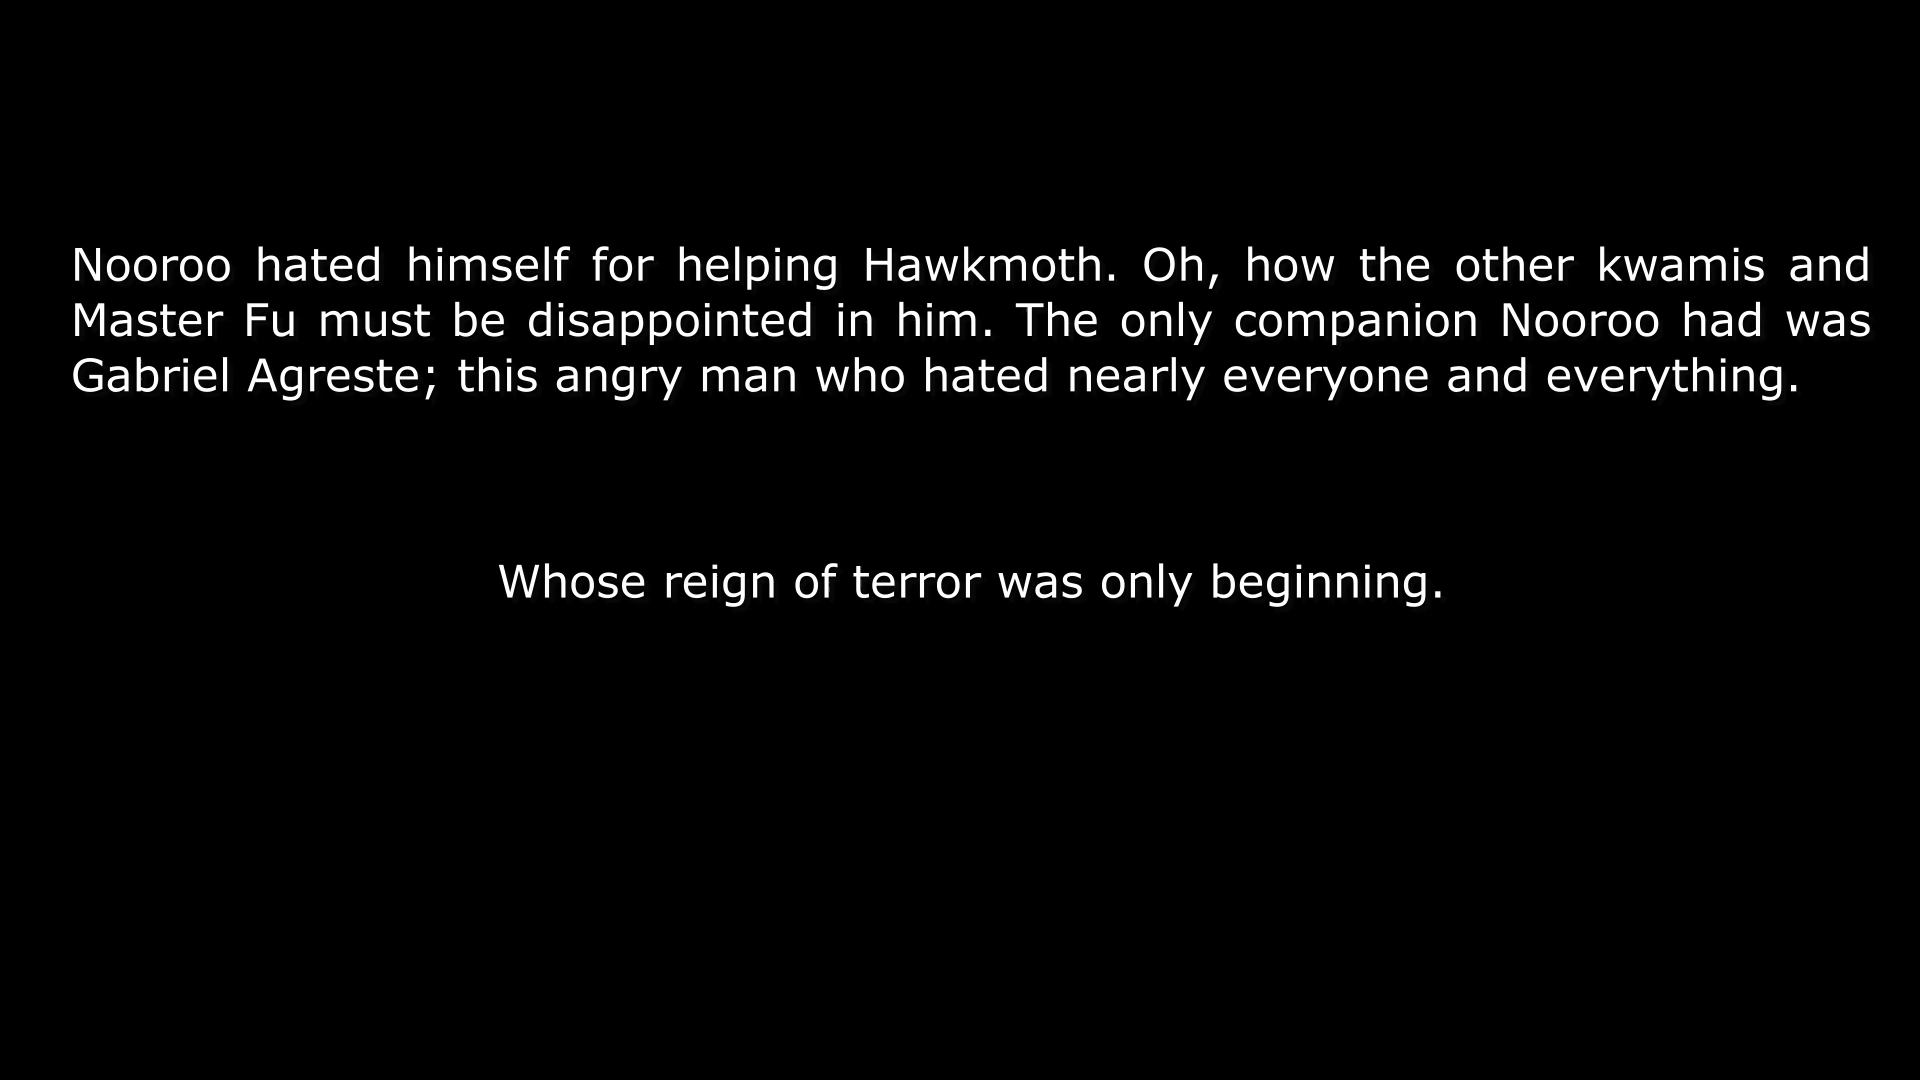 Nooroo hated himself for helping Hawkmoth. Oh, how the other kwamis and
Master Fu must be disappointed in him. The only companion Nooroo had was
Gabriel Agreste; this angry man who hated nearly everyone and everything.
Whose reign of terror was only beginning.